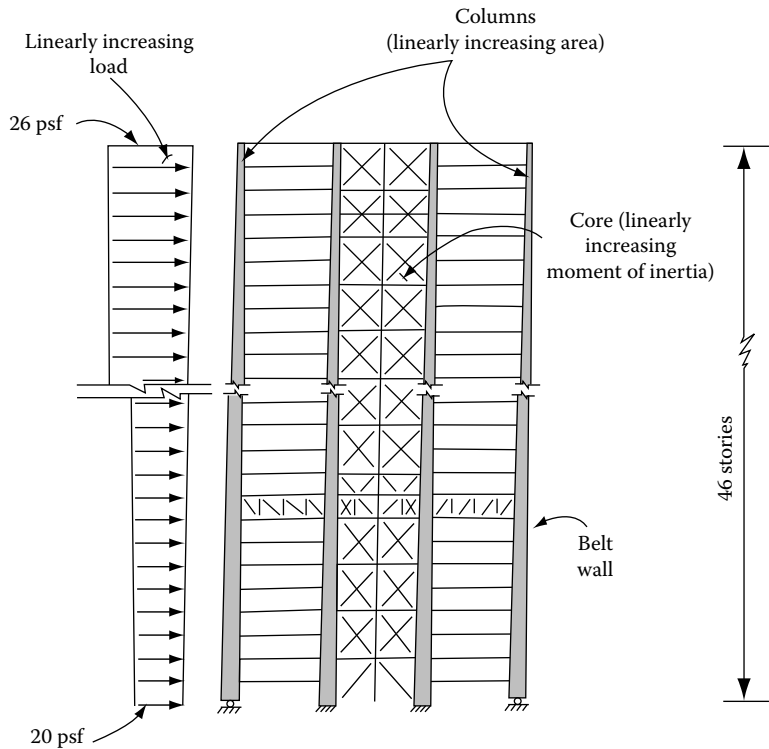 Columns
(linearly increasing area)
Linearly increasing
load
26 psf
Core (linearly
increasing
moment of inertia)
46 stories
Belt
wall
20 psf